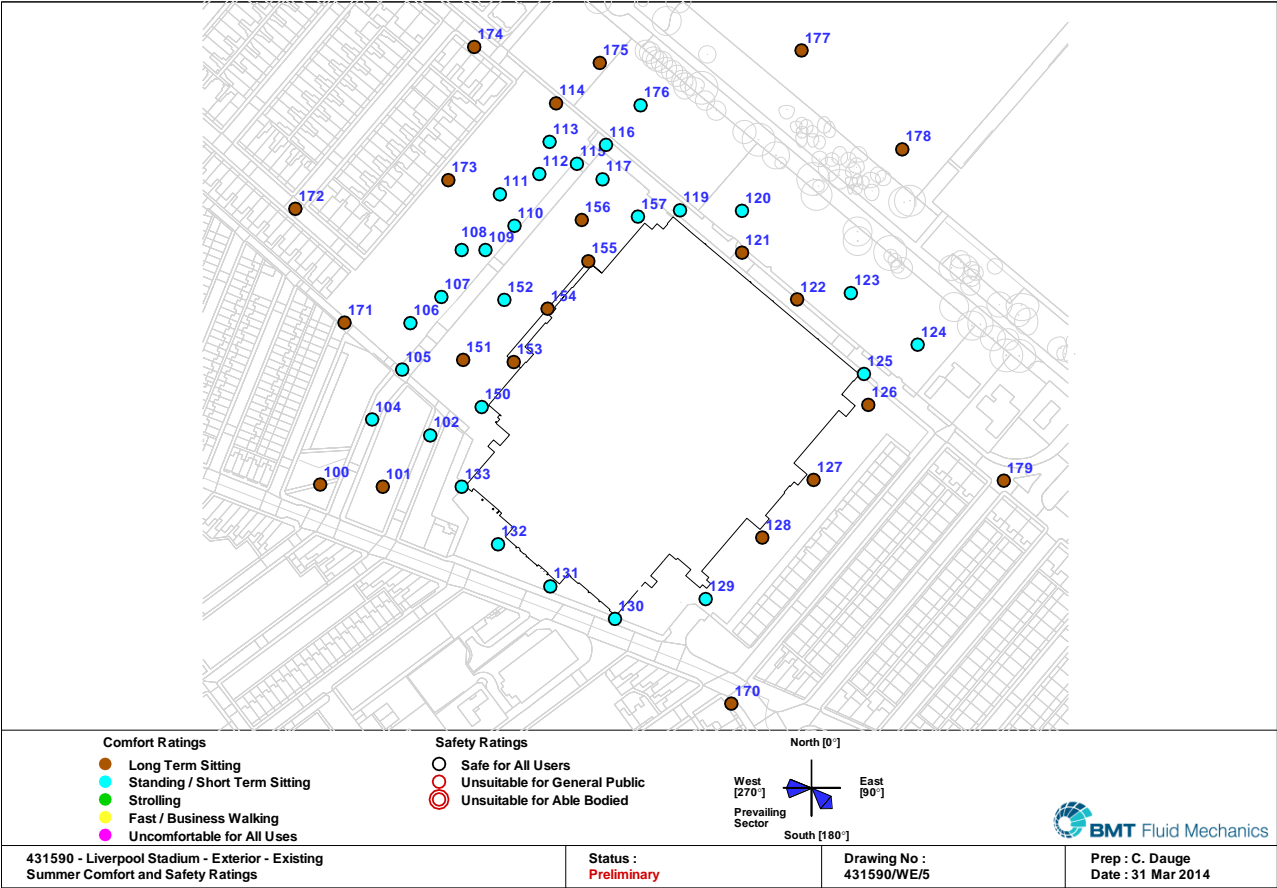 174
175
177
114
176
113
116
178
115
112
117
173
111
172
156
157
119
120
110
108
109
121
155
107
152
154
122
123
106
171
124
151
153
105
125
126
150
104
102
100
101
133
127
179
132
128
131
129
130
170
Comfort Ratings
Long Term Sitting
Standing / Short Term Sitting
Strolling
Fast / Business Walking
Uncomfortable for All Uses
Safety Ratings
Safe for All Users
Unsuitable for General Public
Unsuitable for Able Bodied
North [0°]
West
[270°]
East
[90°]
Prevailing
Sector
South [180°]
BMT Fluid Mechanics
431590 - Liverpool Stadium - Exterior - Existing
Summer Comfort and Safety Ratings
Status :
Preliminary
Drawing No :
431590/WE/5
Prep : C. Dauge
Date : 31 Mar 2014